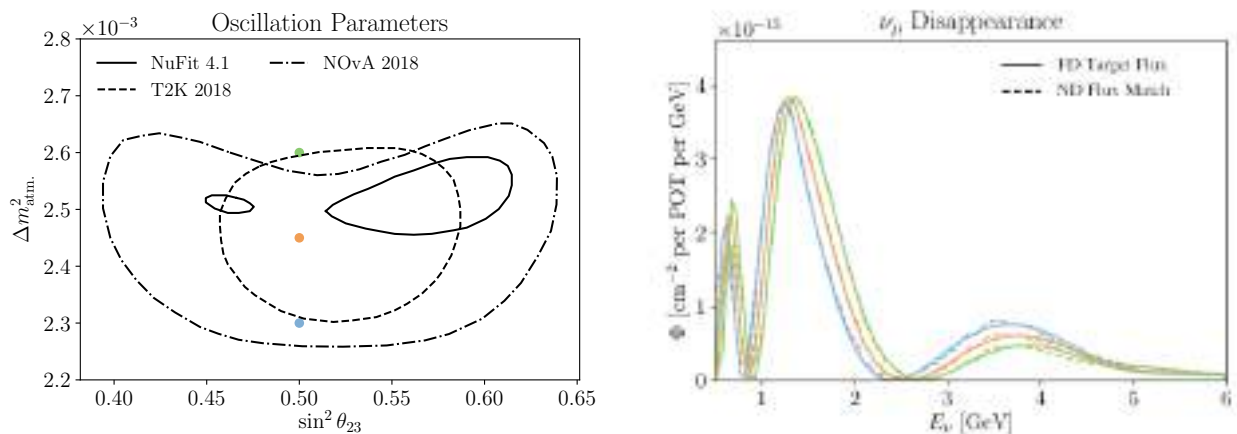 Oscillation Parameters
×10⁻³
NuFit 4.1
NOvA 2018
T2K 2018
Δm²atm.
2.8
2.7
2.6
2.5
2.4
2.3
2.2
0.40 0.45 0.50 0.55 0.60 0.65
sin² θ₂₃
νμ Disappearance
×10⁻¹⁵
FD Target Flux
ND Flux Match
Φ [cm⁻² per POT per GeV]
4
3
2
1
0
1 2 3 4 5 6
Eν [GeV]